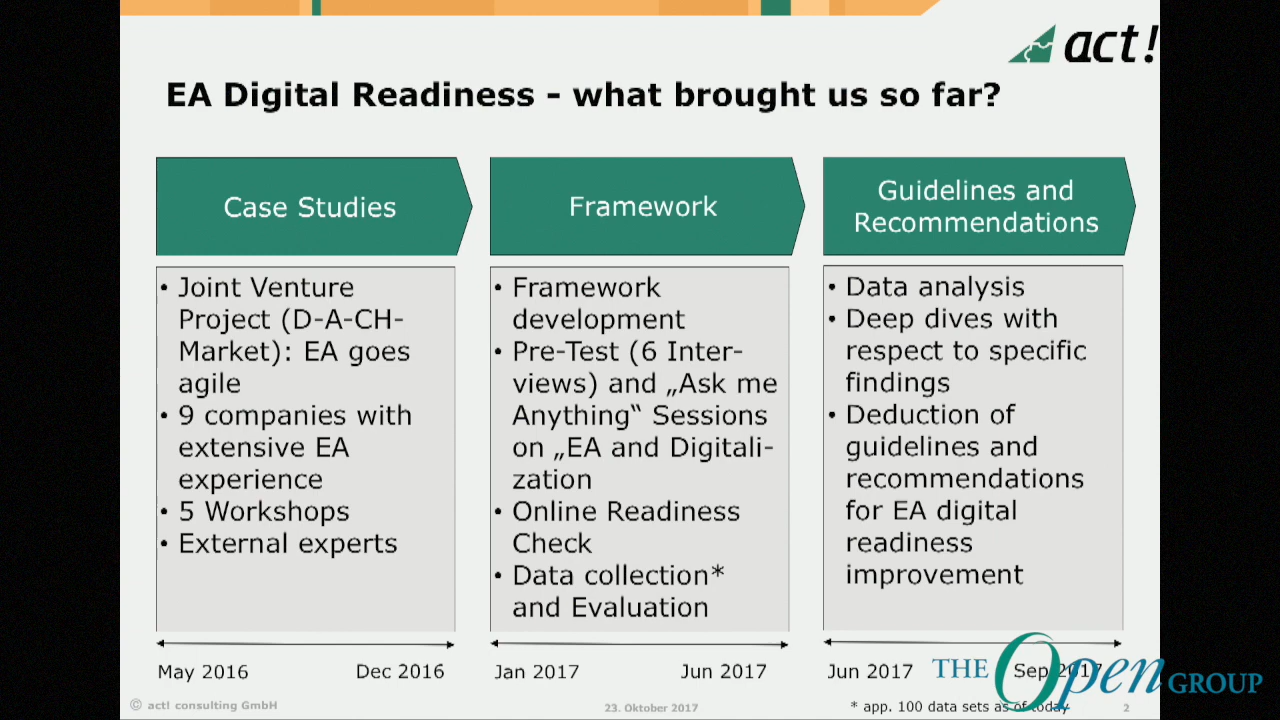 act!
EA Digital Readiness - what brought us so far?
Case Studies
Framework
Guidelines and
Recommendations
• Joint Venture
Project (D-A-CH-
Market): EA goes
agile
• 9 companies with
extensive EA
experience
• 5 Workshops
• External experts
• Framework
development
• Pre-Test (6 Inter-
views) and „Ask me
Anything“ Sessions
on „EA and Digitali-
zation
• Online Readiness
Check
• Data collection*
and Evaluation
• Data analysis
• Deep dives with
respect to specific
findings
• Deduction of
guidelines and
recommendations
for EA digital
readiness
improvement
May 2016
Dec 2016
Jan 2017
Jun 2017
Jun 2017
Sep 2017
THE Open GROUP
© act! consulting GmbH
23. Oktober 2017
* app. 100 data sets as of today
2